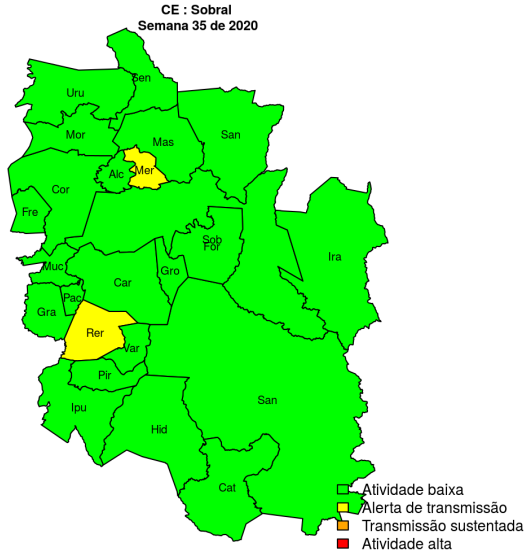 CE : Sobral
Semana 35 de 2020
Sen
Uru
Mor
Mas
San
Alc
Mer
Cor
Fre
Sob
For
Ira
Muc
Gro
Car
Pac
Gra
Rer
Var
Pir
San
Ipu
Hid
Cat
Atividade baixa
Alerta de transmissão
Transmissão sustentada
Atividade alta